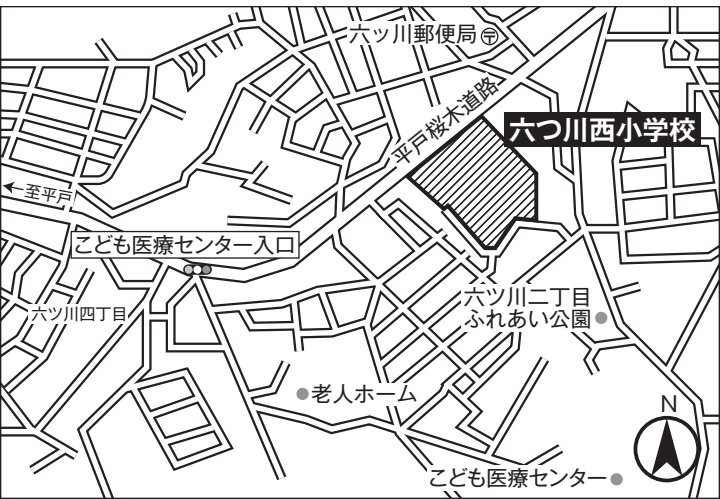 六ッ川郵便局〒
平戸桜木道路
六つ川西小学校
←至平戸
こども医療センター入口
六ツ川四丁目
六ツ川二丁目
ふれあい公園
老人ホーム
N
こども医療センター